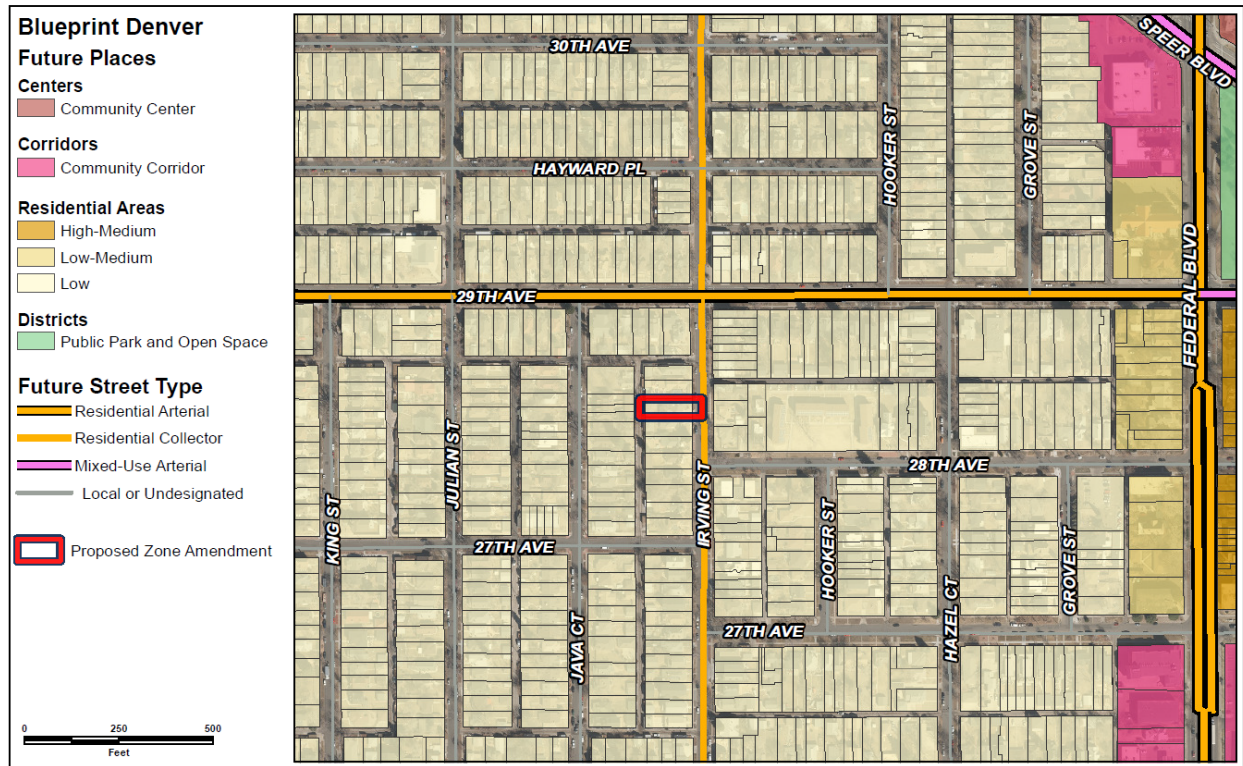 Blueprint Denver
Future Places
Centers
Community Center
Corridors
Community Corridor
Residential Areas
High-Medium
Low-Medium
Low
Districts
Public Park and Open Space
Future Street Type
Residential Arterial
Residential Collector
Mixed-Use Arterial
Local or Undesignated
Proposed Zone Amendment
0 250 500
Feet
30TH AVE
SPEER BLVD
HOOKER ST
GROVE ST
HAYWARD PL
FEDERAL BLVD
29TH AVE
JULIAN ST
IRVING ST
28TH AVE
KING ST
27TH AVE
HOOKER ST
GROVE ST
HAZEL CT
JAVA CT
27TH AVE